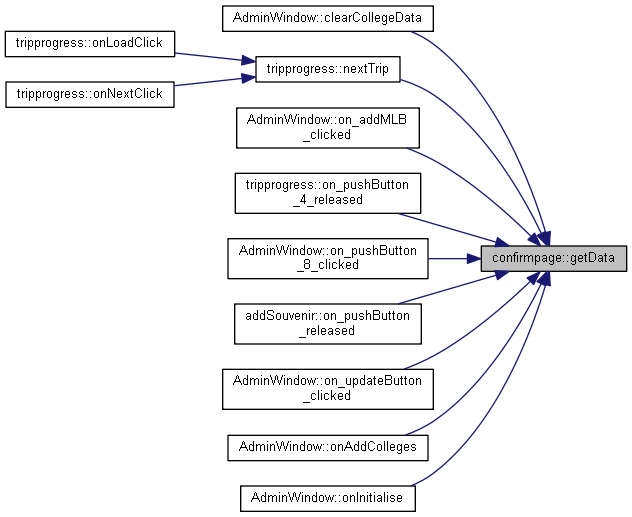 AdminWindow::clearCollegeData
tripprogress::onLoadClick
tripprogress::nextTrip
tripprogress::onNextClick
AdminWindow::on_addMLB
_clicked
tripprogress::on_pushButton
_4_released
AdminWindow::on_pushButton
_8_clicked
confirmpage::getData
addSouvenir::on_pushButton
_released
AdminWindow::on_updateButton
_clicked
AdminWindow::onAddColleges
AdminWindow::onInitialise